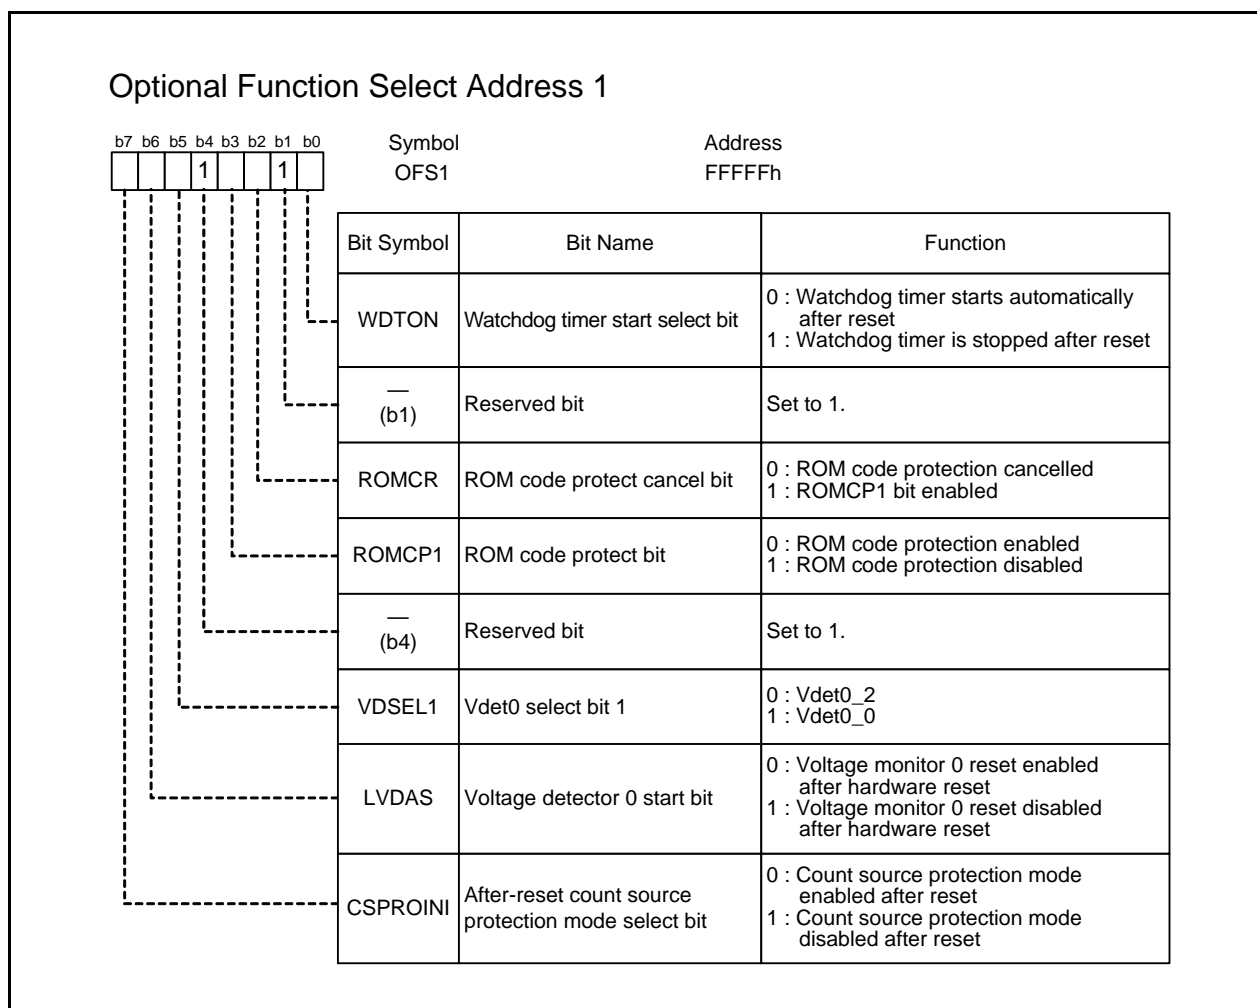 Optional Function Select Address 1
b7 b6 b5 b4 b3 b2 b1 b0
Symbol
Address
1
1
OFS1
FFFFFh
Bit Symbol
Bit Name
Function
WDTON
Watchdog timer start select bit
0 : Watchdog timer starts automatically
after reset
1 : Watchdog timer is stopped after reset
—
(b1)
Reserved bit
Set to 1.
ROMCR
ROM code protect cancel bit
0 : ROM code protection cancelled
1 : ROMCP1 bit enabled
ROMCP1
ROM code protect bit
0 : ROM code protection enabled
1 : ROM code protection disabled
—
(b4)
Reserved bit
Set to 1.
VDSEL1
Vdet0 select bit 1
0 : Vdet0_2
1 : Vdet0_0
LVDAS
Voltage detector 0 start bit
0 : Voltage monitor 0 reset enabled
after hardware reset
1 : Voltage monitor 0 reset disabled
after hardware reset
CSPROINI
After-reset count source
protection mode select bit
0 : Count source protection mode
enabled after reset
1 : Count source protection mode
disabled after reset